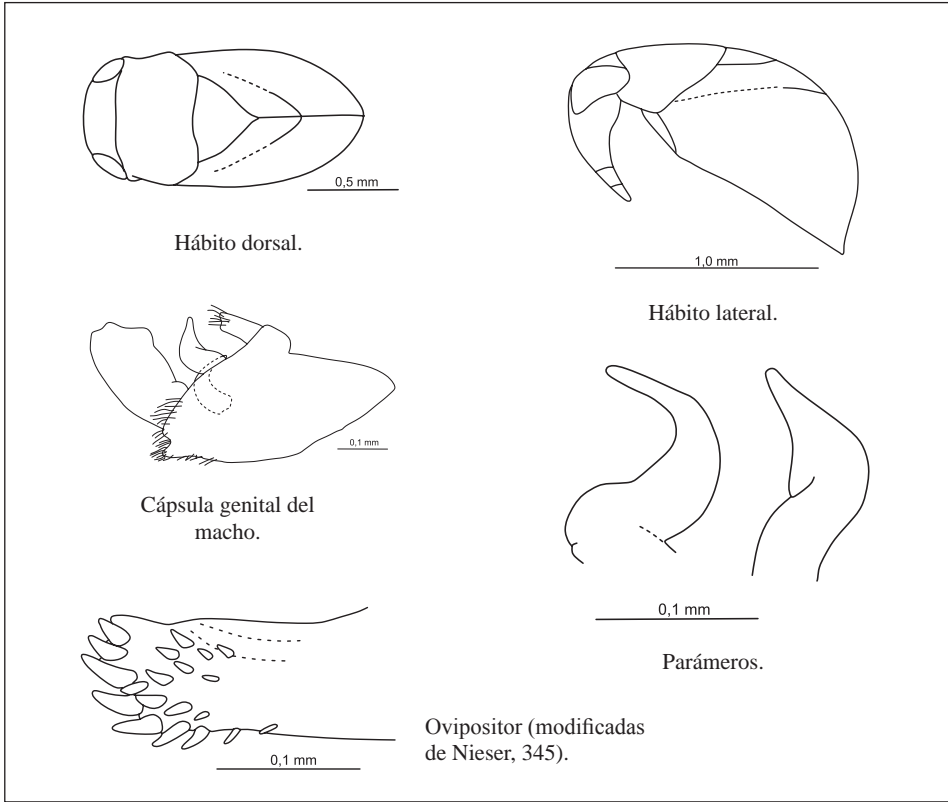 0,5 mm
Hábito dorsal.
1,0 mm
Hábito lateral.
0,1 mm
Cápsula genital del
macho.
0,1 mm
Parámeros.
0,1 mm
Ovipositor (modificadas
de Nieser, 345).